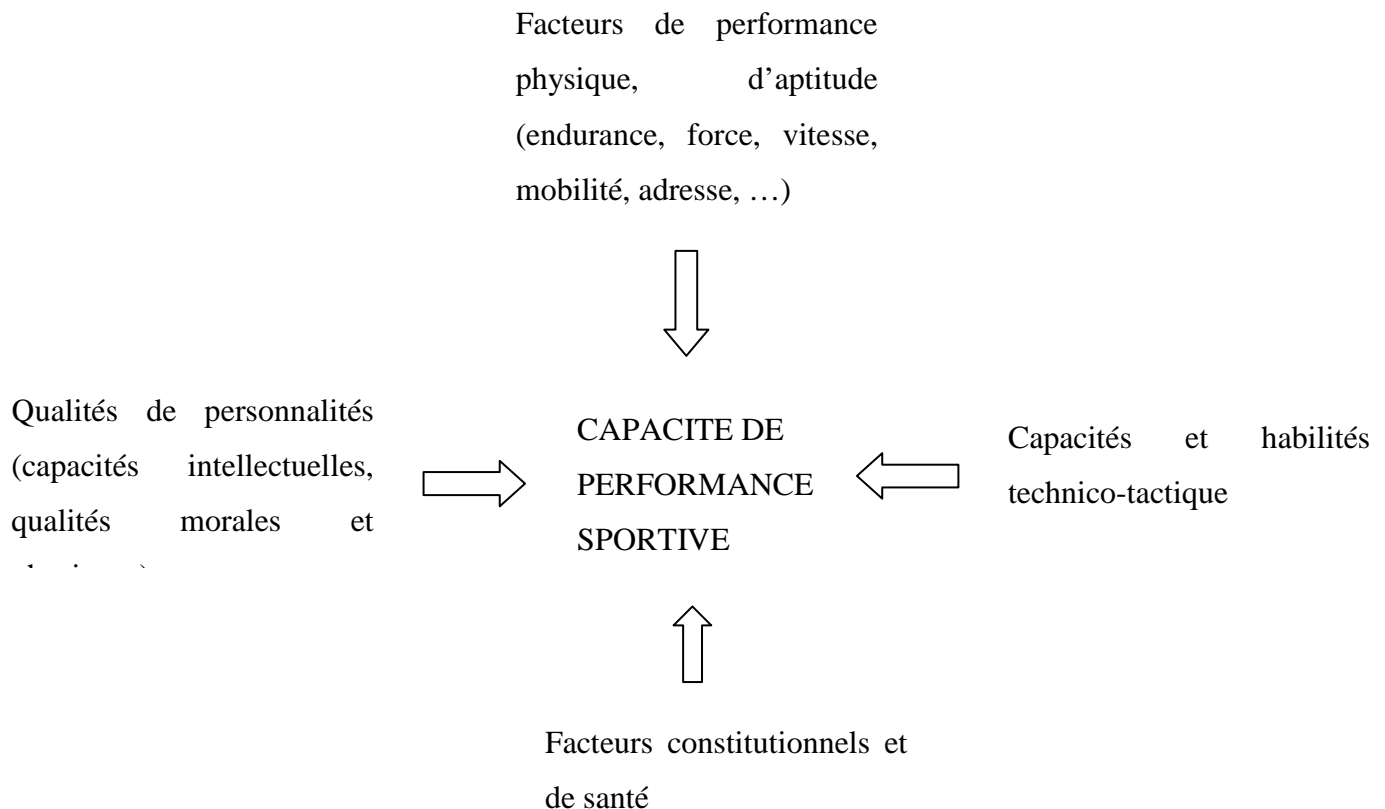 Facteurs de performance
physique, d’aptitude
(endurance, force, vitesse,
mobilité, adresse, …)
Qualités de personnalités
(capacités intellectuelles,
qualités morales et
CAPACITE DE
PERFORMANCE
SPORTIVE
Capacités et habilités
technico-tactique
Facteurs constitutionnels et
de santé